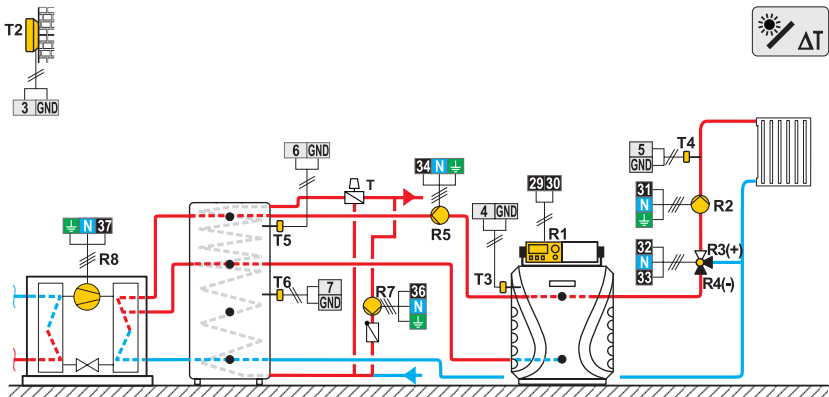 T2
3 GND
ΔT
6 GND
34 N
T
5
GND
T4
29 30
4 GND
31
N
R2
R1
R5
N 37
R8
T5
32
N
33
R3(+)
R4(-)
T6
7
GND
R7
36
N
T3